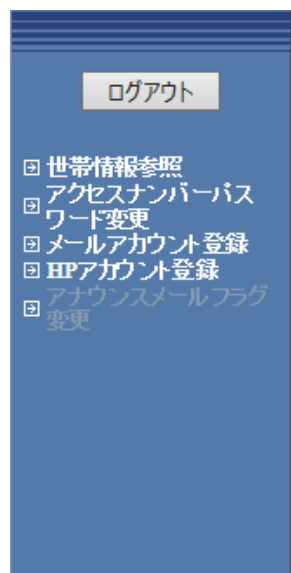 ログアウト
世帯情報参照
アクセスナンバーパス
ワード変更
メールアカウント登録
HPアカウント登録
アナウンスメールフラグ
変更